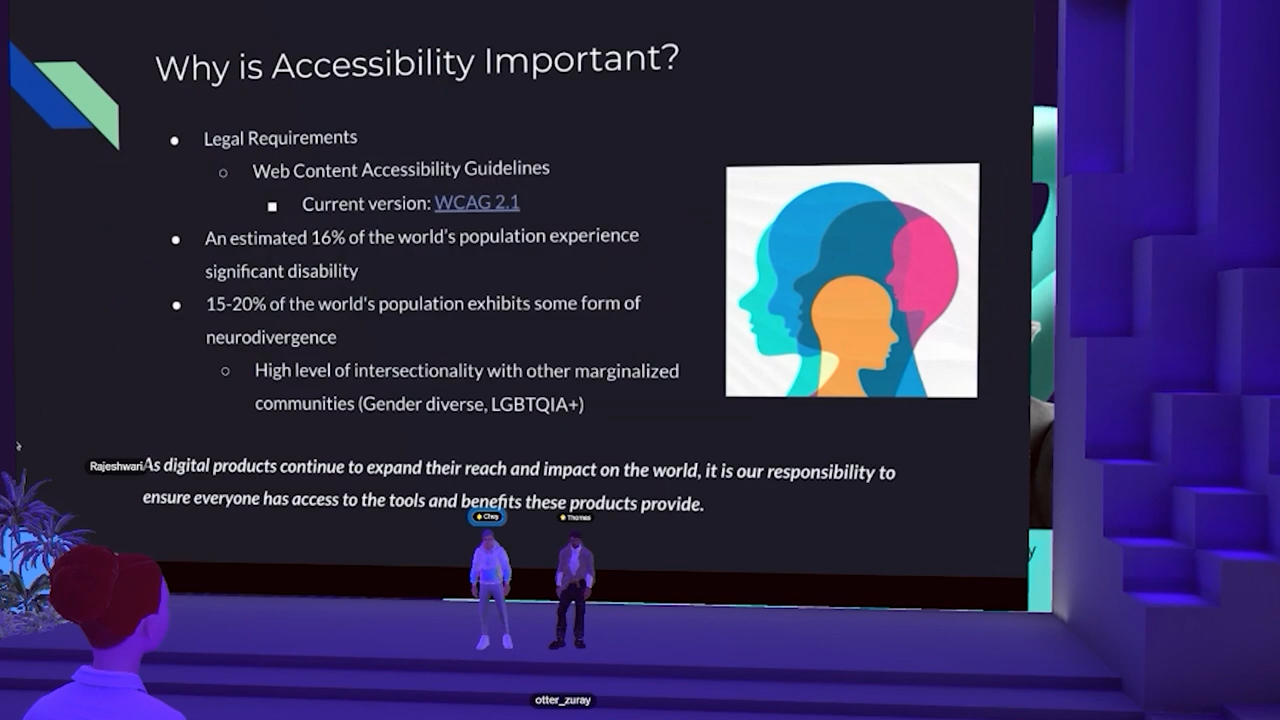 Why is Accessibility Important?
● Legal Requirements
○ Web Content Accessibility Guidelines
■ Current version: WCAG 2.1
● An estimated 16% of the world's population experience
significant disability
● 15-20% of the world's population exhibits some form of
neurodivergence
○ High level of intersectionality with other marginalized
communities (Gender diverse, LGBTQIA+)
Rajeshwari
As digital products continue to expand their reach and impact on the world, it is our responsibility to
ensure everyone has access to the tools and benefits these products provide.
Thomas
otter_zuray